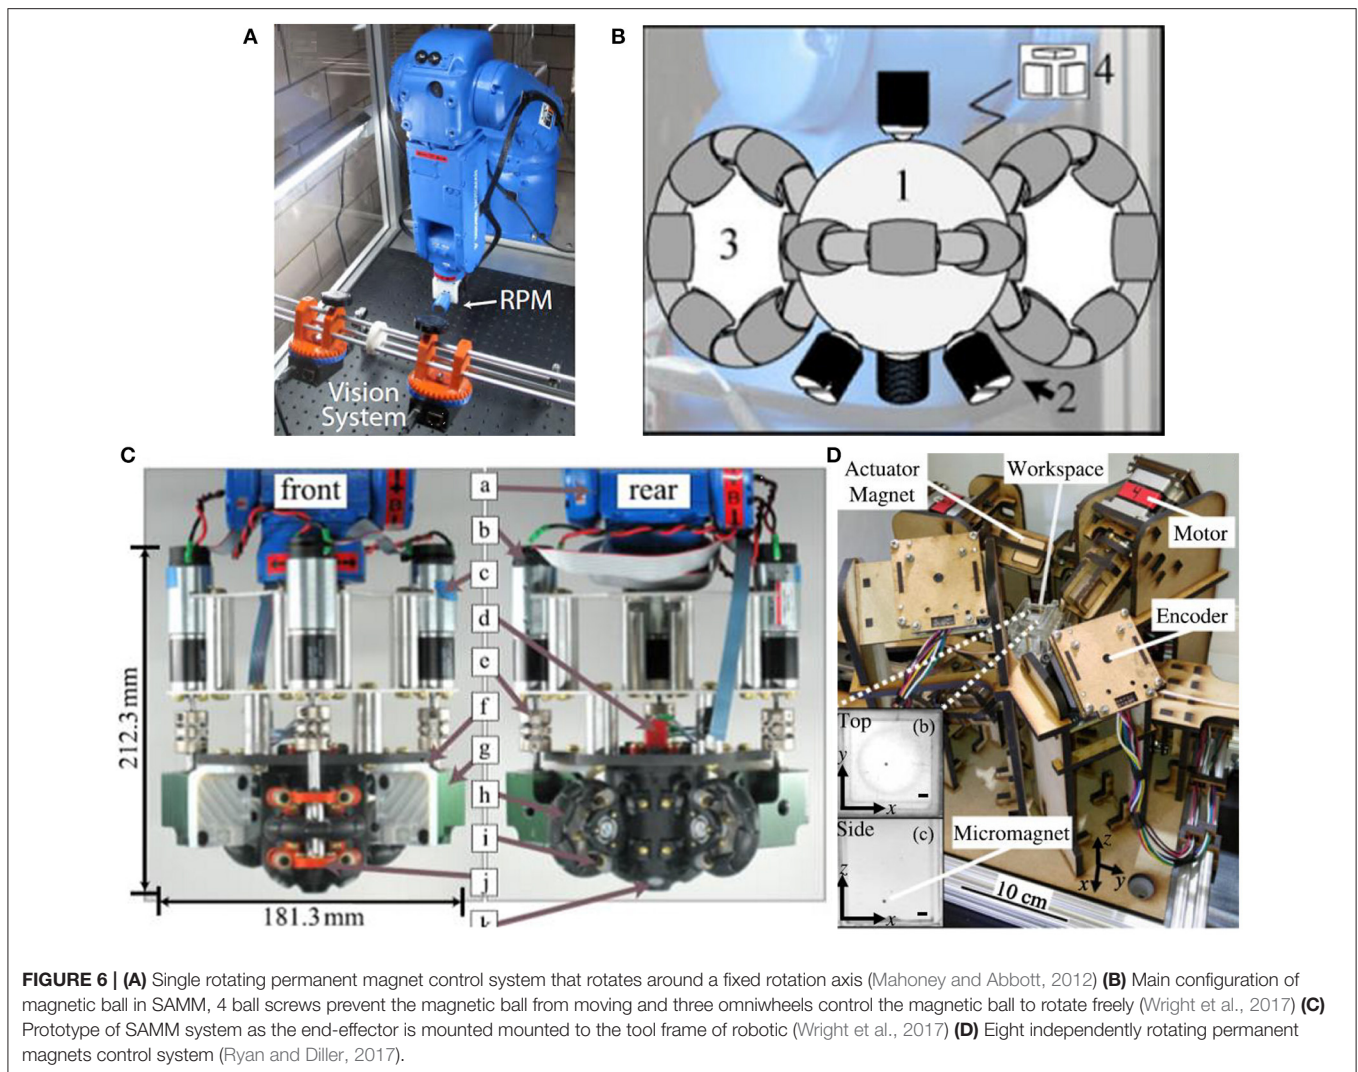 A
RPM
Vision
System
B
1
2
3
4
C
front
rear
a
b
c
d
e
f
g
h
i
j
k
B
212.3 mm
181.3 mm
D
Actuator
Magnet
Workspace
4
Motor
Encoder
Top
(b)
y
x
Side
(c)
Micromagnet
z
x
z
x
y
10 cm
FIGURE 6 | (A) Single rotating permanent magnet control system that rotates around a fixed rotation axis (Mahoney and Abbott, 2012) (B) Main configuration of
magnetic ball in SAMM, 4 ball screws prevent the magnetic ball from moving and three omniwheels control the magnetic ball to rotate freely (Wright et al., 2017) (C)
Prototype of SAMM system as the end-effector is mounted mounted to the tool frame of robotic (Wright et al., 2017) (D) Eight independently rotating permanent
magnets control system (Ryan and Diller, 2017).